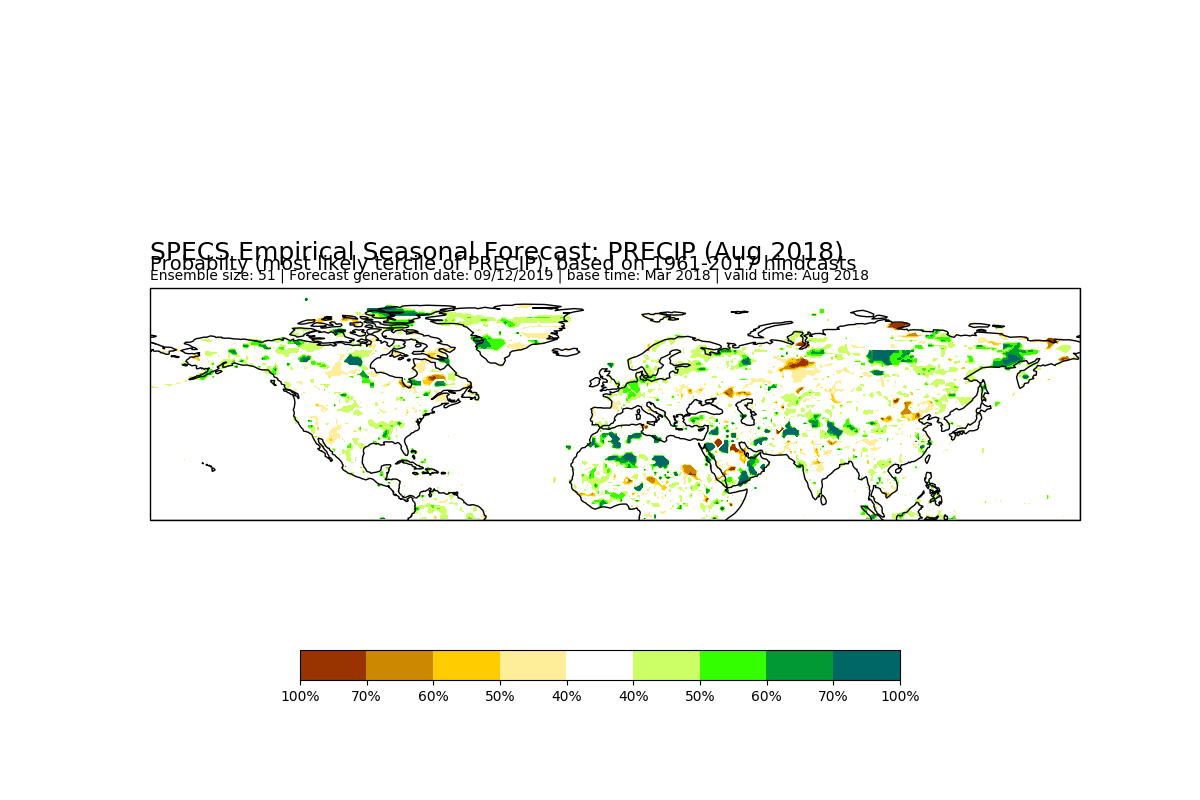 SPECS Empirical Seasonal Forecast: PRECIP (Aug 2018)
Probabilty (most likely tercile of PRECIP), based on 1961-2017 hindcasts
Ensemble size: 51 | Forecast generation date: 09/12/2019 | base time: Mar 2018 | valid time: Aug 2018
100% 70% 60% 50% 40% 40% 50% 60% 70% 100%